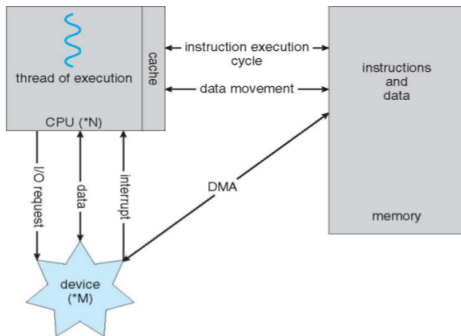 thread of execution
cache
CPU (*N)
instruction execution
cycle
data movement
instructions
and
data
memory
I/O request
data
interrupt
DMA
device
(*M)